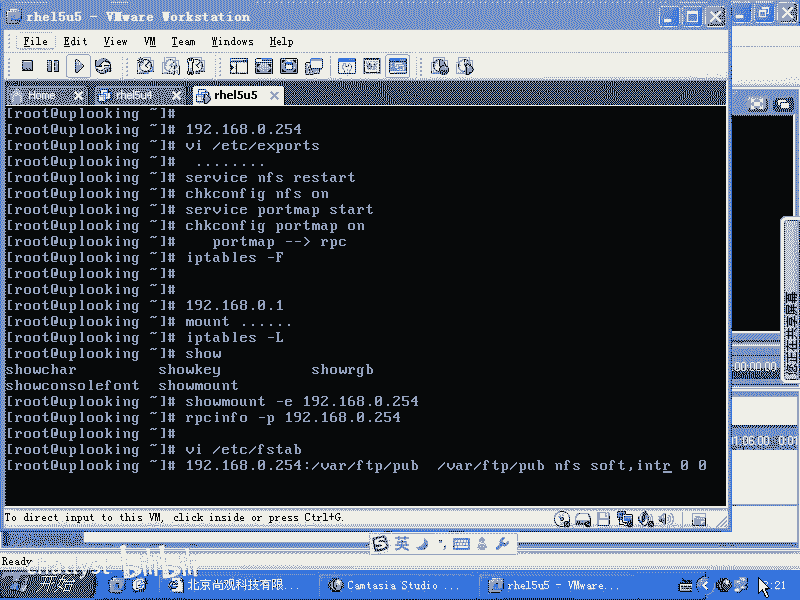 rhel5u5 - VMware Workstation
File Edit View VM Team Windows Help
Home rhel5u4 rhel5u5
[root@uplooking ~]#
[root@uplooking ~]# 192.168.0.254
[root@uplooking ~]# vi /etc/exports
[root@uplooking ~]# ........
[root@uplooking ~]# service nfs restart
[root@uplooking ~]# chkconfig nfs on
[root@uplooking ~]# service portmap start
[root@uplooking ~]# chkconfig portmap on
[root@uplooking ~]# portmap --> rpc
[root@uplooking ~]# iptables -F
[root@uplooking ~]#
[root@uplooking ~]#
[root@uplooking ~]# 192.168.0.1
[root@uplooking ~]# mount ......
[root@uplooking ~]# iptables -L
[root@uplooking ~]# show
showchar showkey showrgb
showconsolefont showmount
[root@uplooking ~]# showmount -e 192.168.0.254
[root@uplooking ~]# rpcinfo -p 192.168.0.254
[root@uplooking ~]#
[root@uplooking ~]# vi /etc/fstab
[root@uplooking ~]# 192.168.0.254:/var/ftp/pub /var/ftp/pub nfs soft,intr 0 0
To direct input to this VM, click inside or press Ctrl+G.
您正在共享屏幕
:00:00.00
英
Ready
bilibili
开始
北京尚观科技有限...
Camtasia Studio ...
rhel5u5 - VMware...
:21